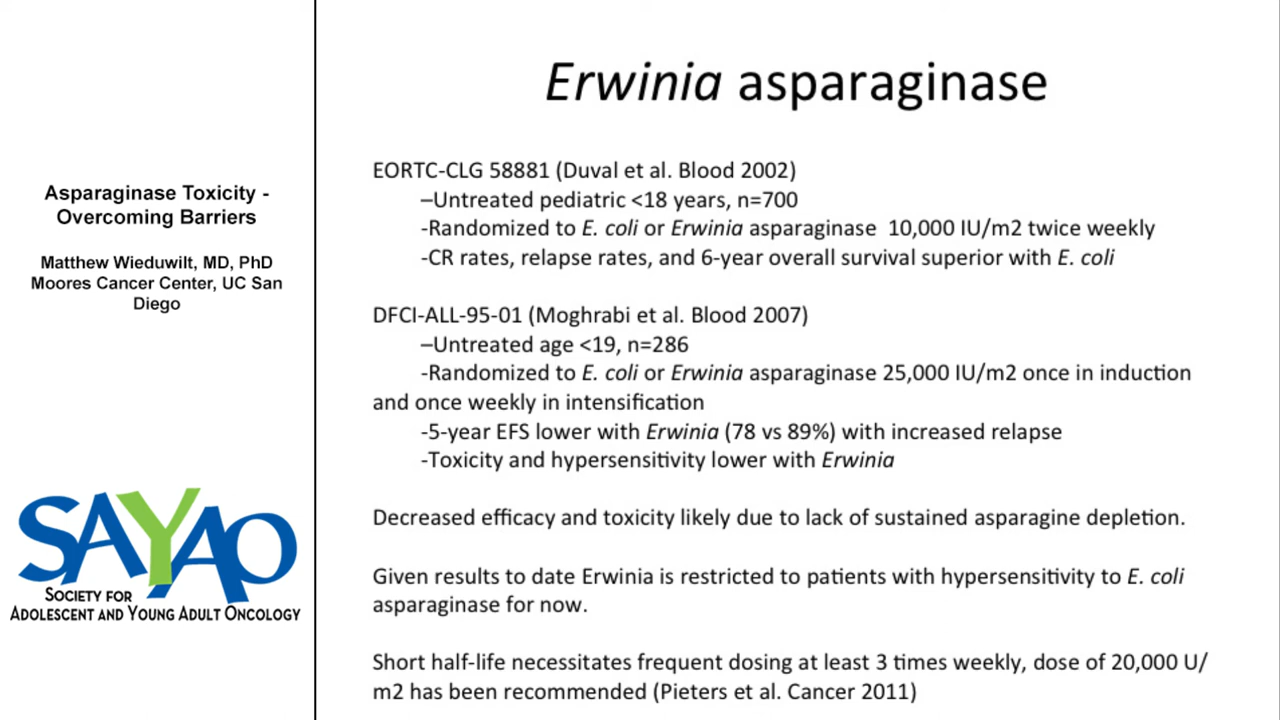 Asparaginase Toxicity -
Overcoming Barriers
Matthew Wieduwilt, MD, PhD
Moores Cancer Center, UC San
Diego
SAYAO
SOCIETY FOR
ADOLESCENT AND YOUNG ADULT ONCOLOGY
Erwinia asparaginase
EORTC-CLG 58881 (Duval et al. Blood 2002)
–Untreated pediatric <18 years, n=700
-Randomized to E. coli or Erwinia asparaginase 10,000 IU/m2 twice weekly
-CR rates, relapse rates, and 6-year overall survival superior with E. coli
DFCI-ALL-95-01 (Moghrabi et al. Blood 2007)
–Untreated age <19, n=286
-Randomized to E. coli or Erwinia asparaginase 25,000 IU/m2 once in induction
and once weekly in intensification
-5-year EFS lower with Erwinia (78 vs 89%) with increased relapse
-Toxicity and hypersensitivity lower with Erwinia
Decreased efficacy and toxicity likely due to lack of sustained asparagine depletion.
Given results to date Erwinia is restricted to patients with hypersensitivity to E. coli
asparaginase for now.
Short half-life necessitates frequent dosing at least 3 times weekly, dose of 20,000 U/
m2 has been recommended (Pieters et al. Cancer 2011)